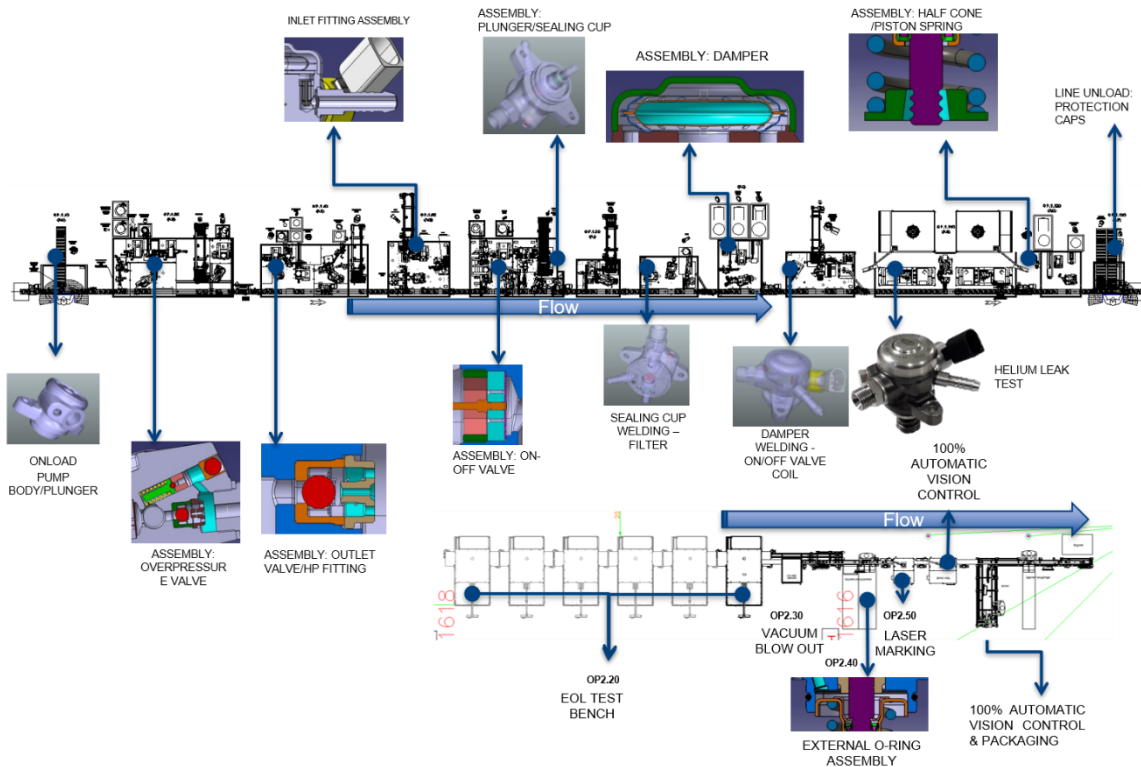 INLET FITTING ASSEMBLY
ASSEMBLY:
PLUNGER/SEALING CUP
ASSEMBLY: DAMPER
ASSEMBLY: HALF CONE
/PISTON SPRING
LINE UNLOAD:
PROTECTION
CAPS
Flow
ONLOAD
PUMP
BODY/PLUNGER
ASSEMBLY:
OVERPRESSUR
E VALVE
ASSEMBLY: OUTLET
VALVE/HP FITTING
ASSEMBLY: ON-
OFF VALVE
SEALING CUP
WELDING –
FILTER
DAMPER
WELDING -
ON/OFF VALVE
COIL
HELIUM LEAK
TEST
100%
AUTOMATIC
VISION
CONTROL
Flow
1618
1616
OP2.20
EOL TEST
BENCH
OP2.30
VACUUM
BLOW OUT
OP2.40
OP2.50
LASER
MARKING
EXTERNAL O-RING
ASSEMBLY
100% AUTOMATIC
VISION CONTROL
& PACKAGING